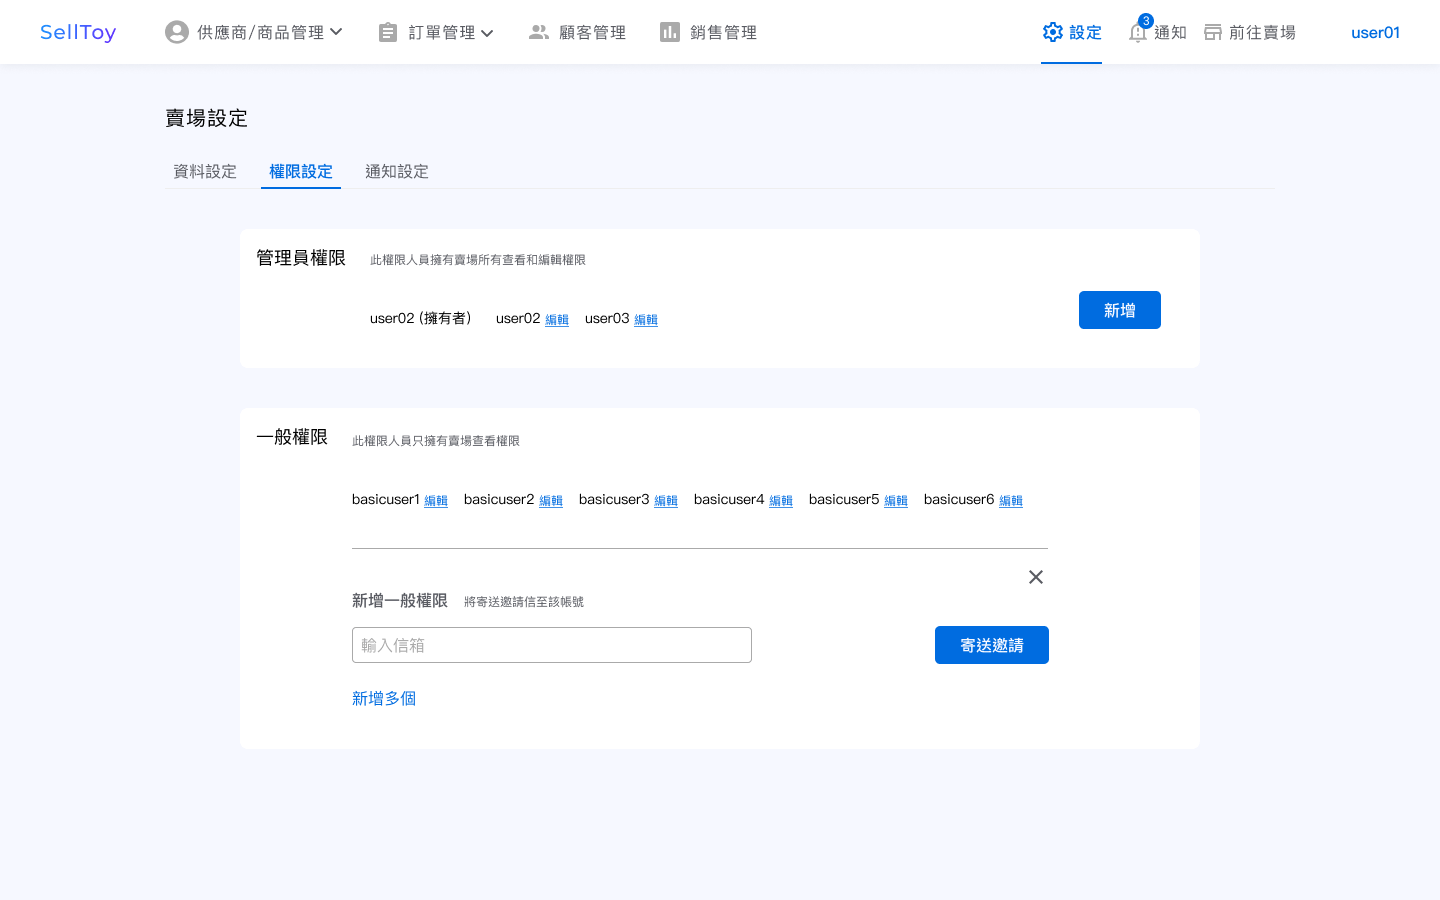 SellToy
供應商/商品管理
訂單管理
顧客管理
銷售管理
設定
3
通知
前往賣場
user01
賣場設定
資料設定
權限設定
通知設定
管理員權限
此權限人員擁有賣場所有查看和編輯權限
user02 (擁有者) user02 編輯 user03 編輯
新增
一般權限
此權限人員只擁有賣場查看權限
basicuser1 編輯 basicuser2 編輯 basicuser3 編輯 basicuser4 編輯 basicuser5 編輯 basicuser6 編輯
新增一般權限
將寄送邀請信至該帳號
輸入信箱
寄送邀請
新增多個